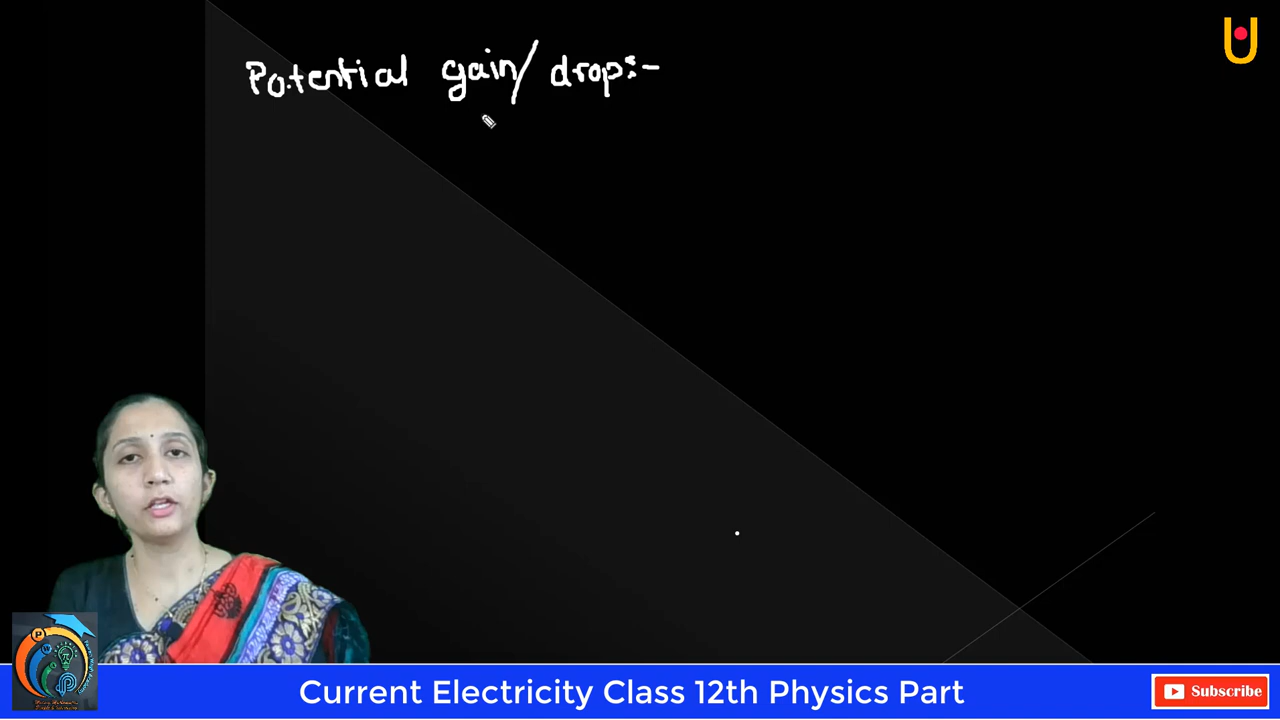 Potential gain/ drop:-
Current Electricity Class 12th Physics Part
Subscribe